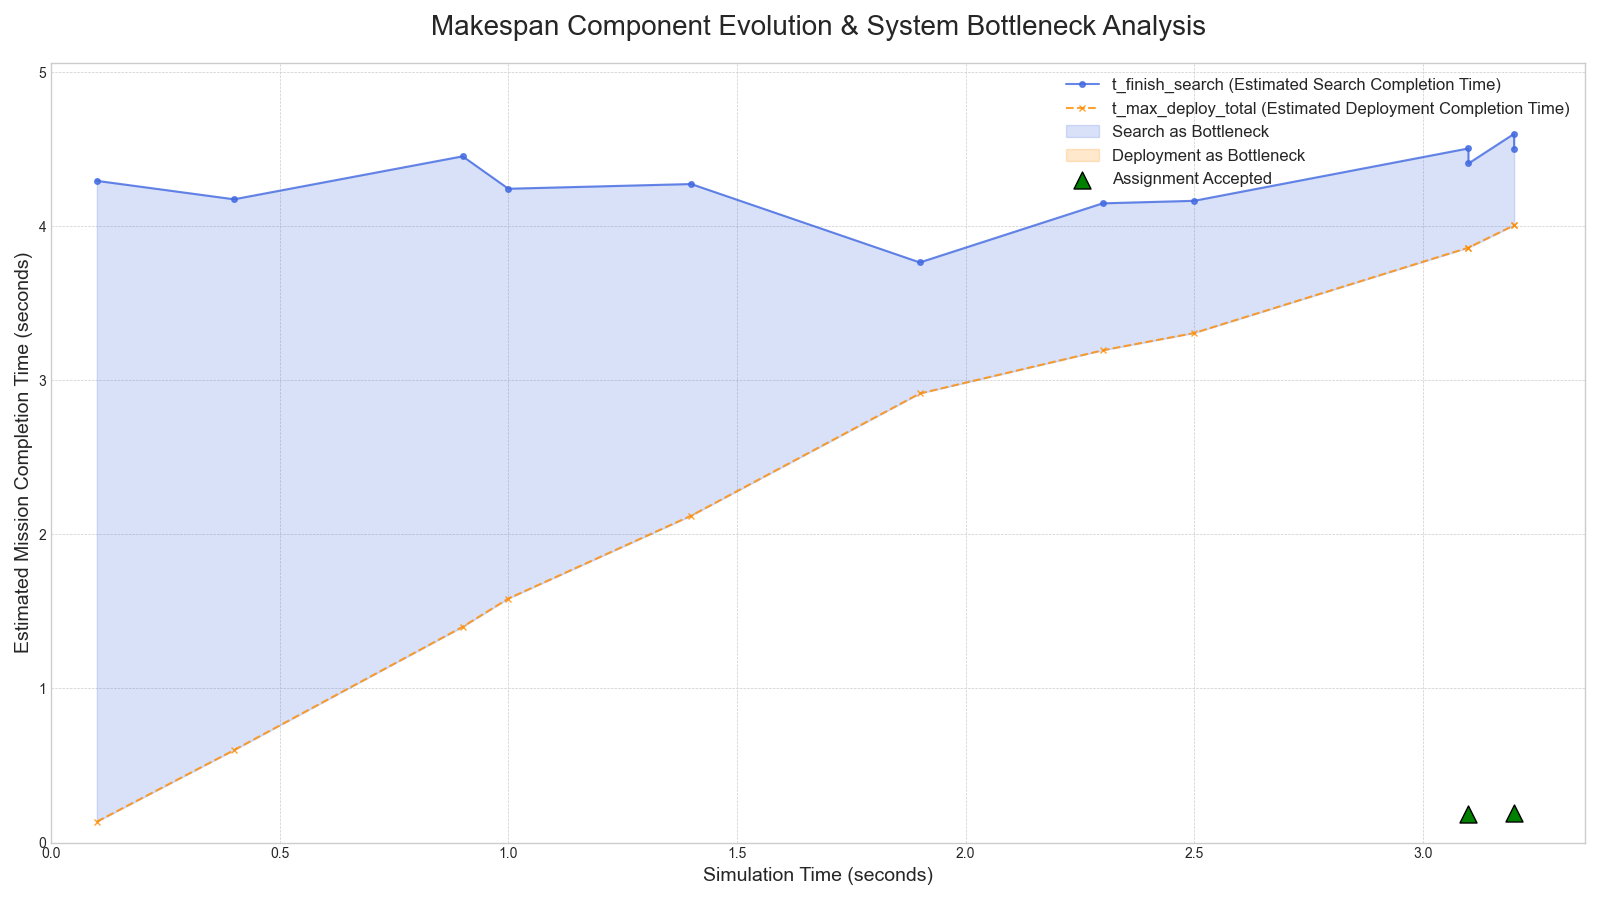 Makespan Component Evolution & System Bottleneck Analysis
t_finish_search (Estimated Search Completion Time)
t_max_deploy_total (Estimated Deployment Completion Time)
Search as Bottleneck
Deployment as Bottleneck
Assignment Accepted
Estimated Mission Completion Time (seconds)
5
4
3
2
1
0
0.0
0.5
1.0
1.5
2.0
2.5
3.0
Simulation Time (seconds)